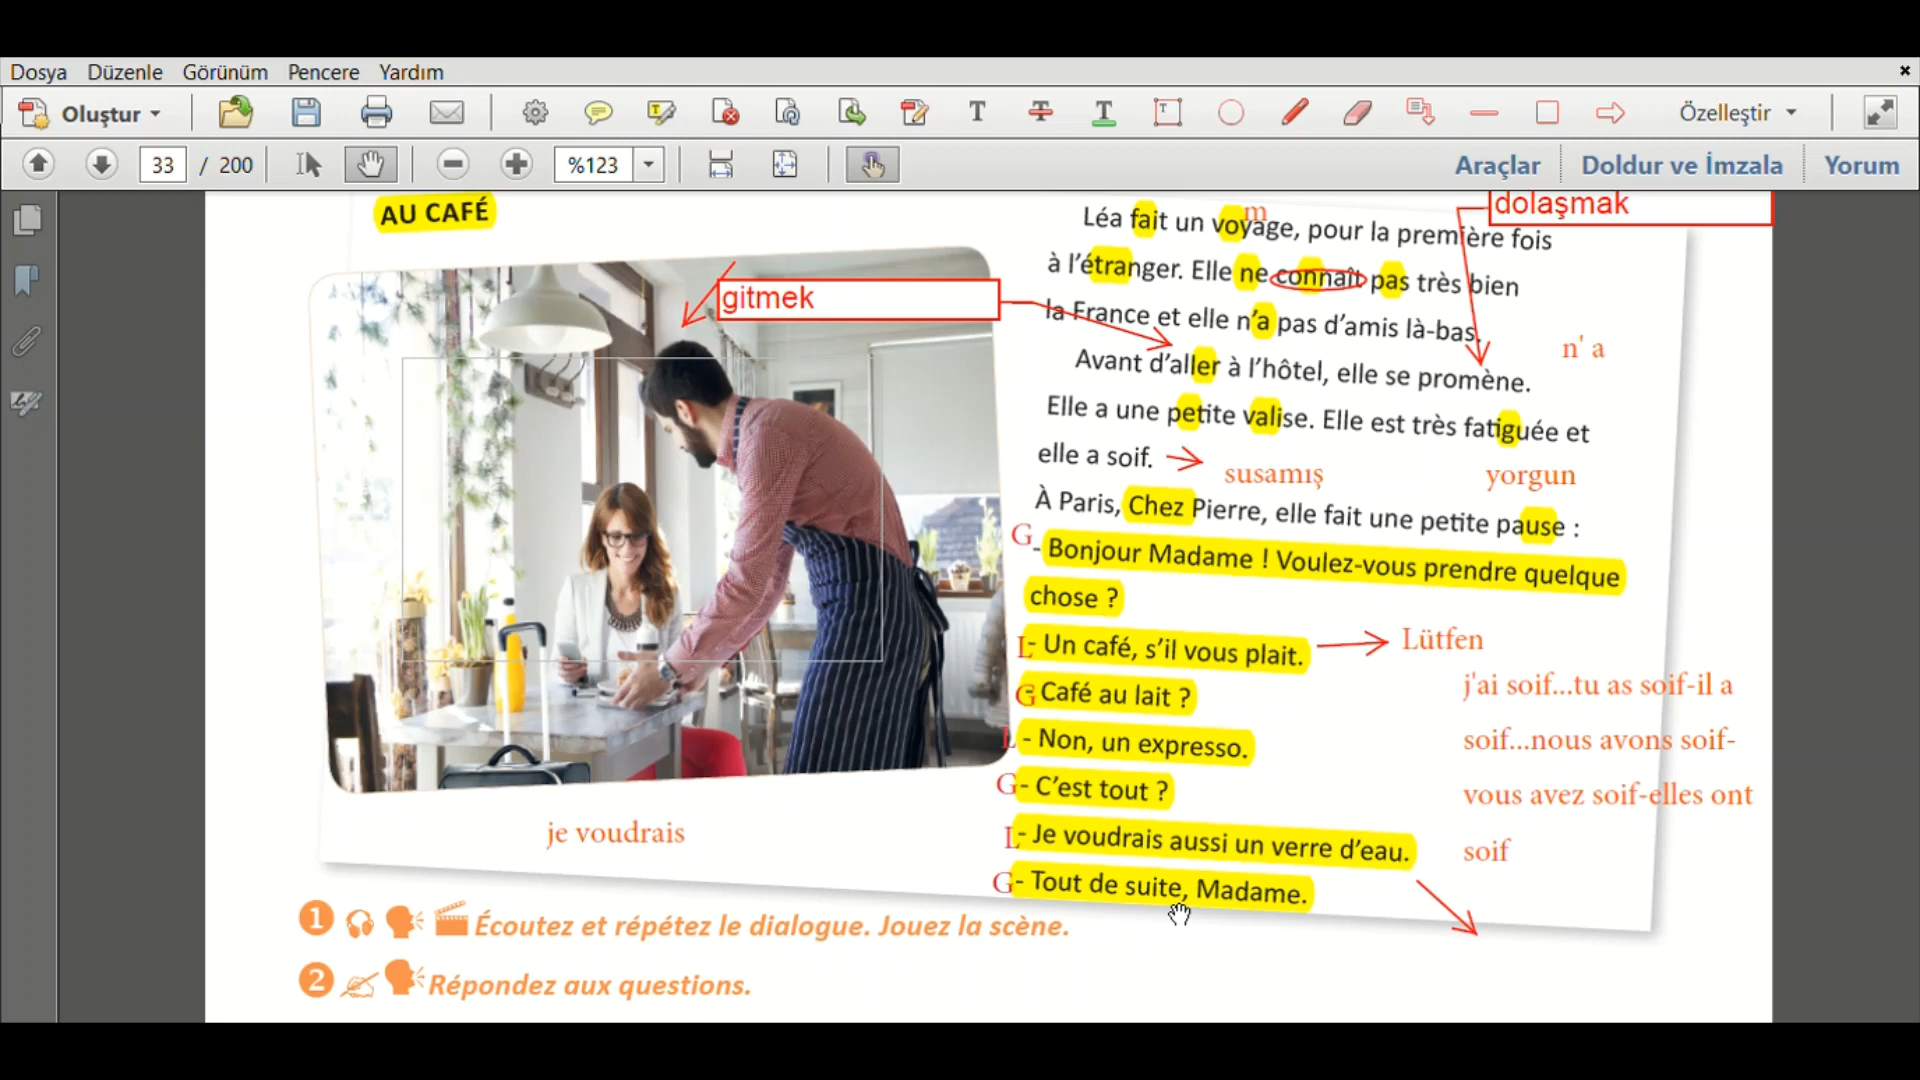 Dosya Düzenle Görünüm Pencere Yardım
Oluştur Özelleştir
33 / 200 %123 Araçlar Doldur ve İmzala Yorum
AU CAFÉ
dolaşmak
m
Léa fait un voyage, pour la première fois
à l'étranger. Elle ne connaît pas très bien
gitmek
la France et elle n'a pas d'amis là-bas.
n' a
Avant d'aller à l'hôtel, elle se promène.
Elle a une petite valise. Elle est très fatiguée et
elle a soif.
susamış yorgun
À Paris, Chez Pierre, elle fait une petite pause :
G - Bonjour Madame ! Voulez-vous prendre quelque
chose ?
L - Un café, s'il vous plait. Lütfen
G - Café au lait ?
L - Non, un expresso.
G - C'est tout ?
L - Je voudrais aussi un verre d'eau.
G - Tout de suite, Madame.
j'ai soif...tu as soif-il a
soif...nous avons soif-
vous avez soif-elles ont
soif
je voudrais
1 Écoutez et répétez le dialogue. Jouez la scène.
2 Répondez aux questions.